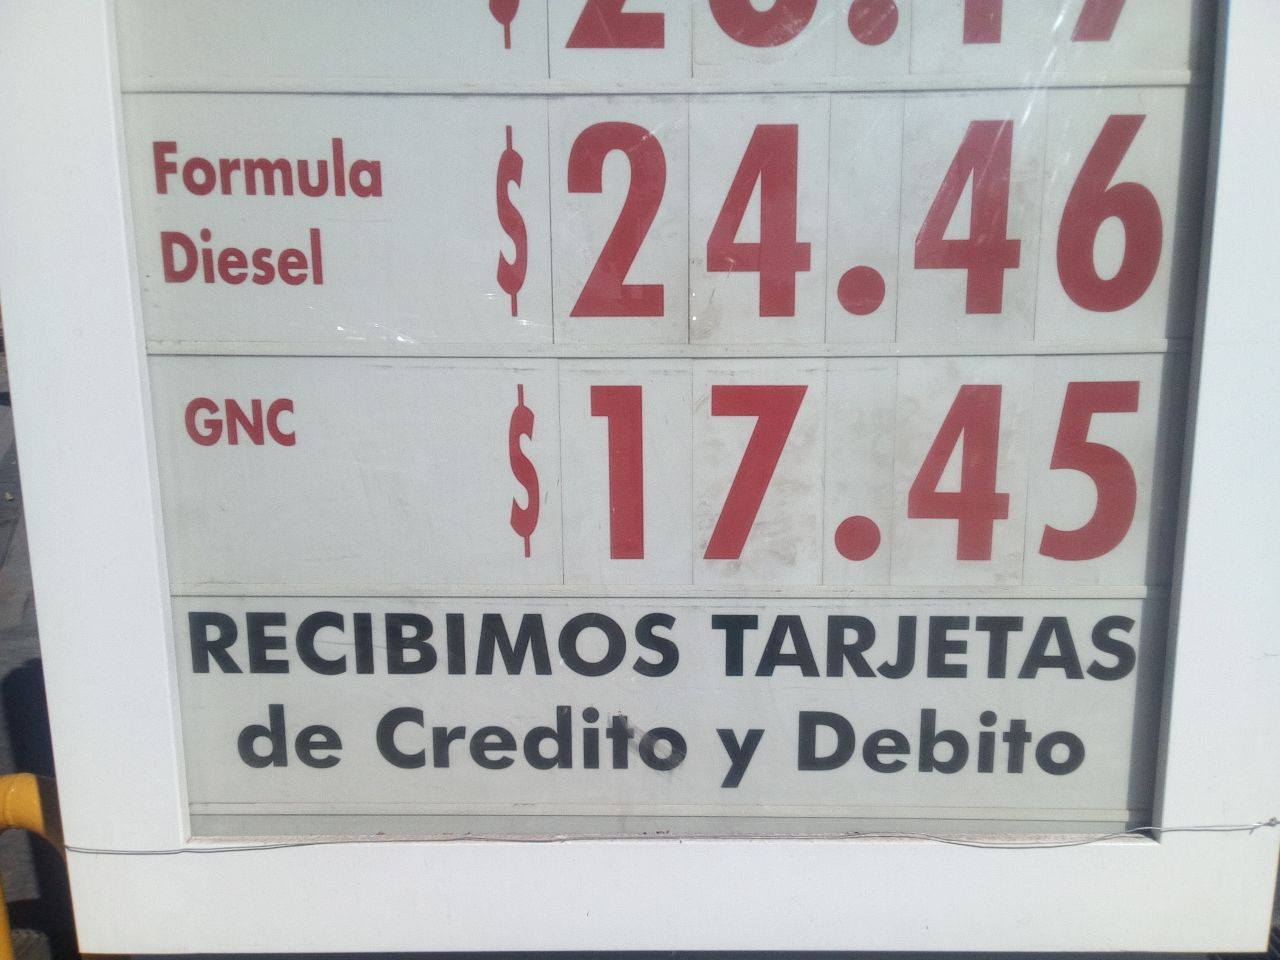 Formula $ 24.46
Diesel
GNC $ 17.45
RECIBIMOS TARJETAS
de Credito y Debito